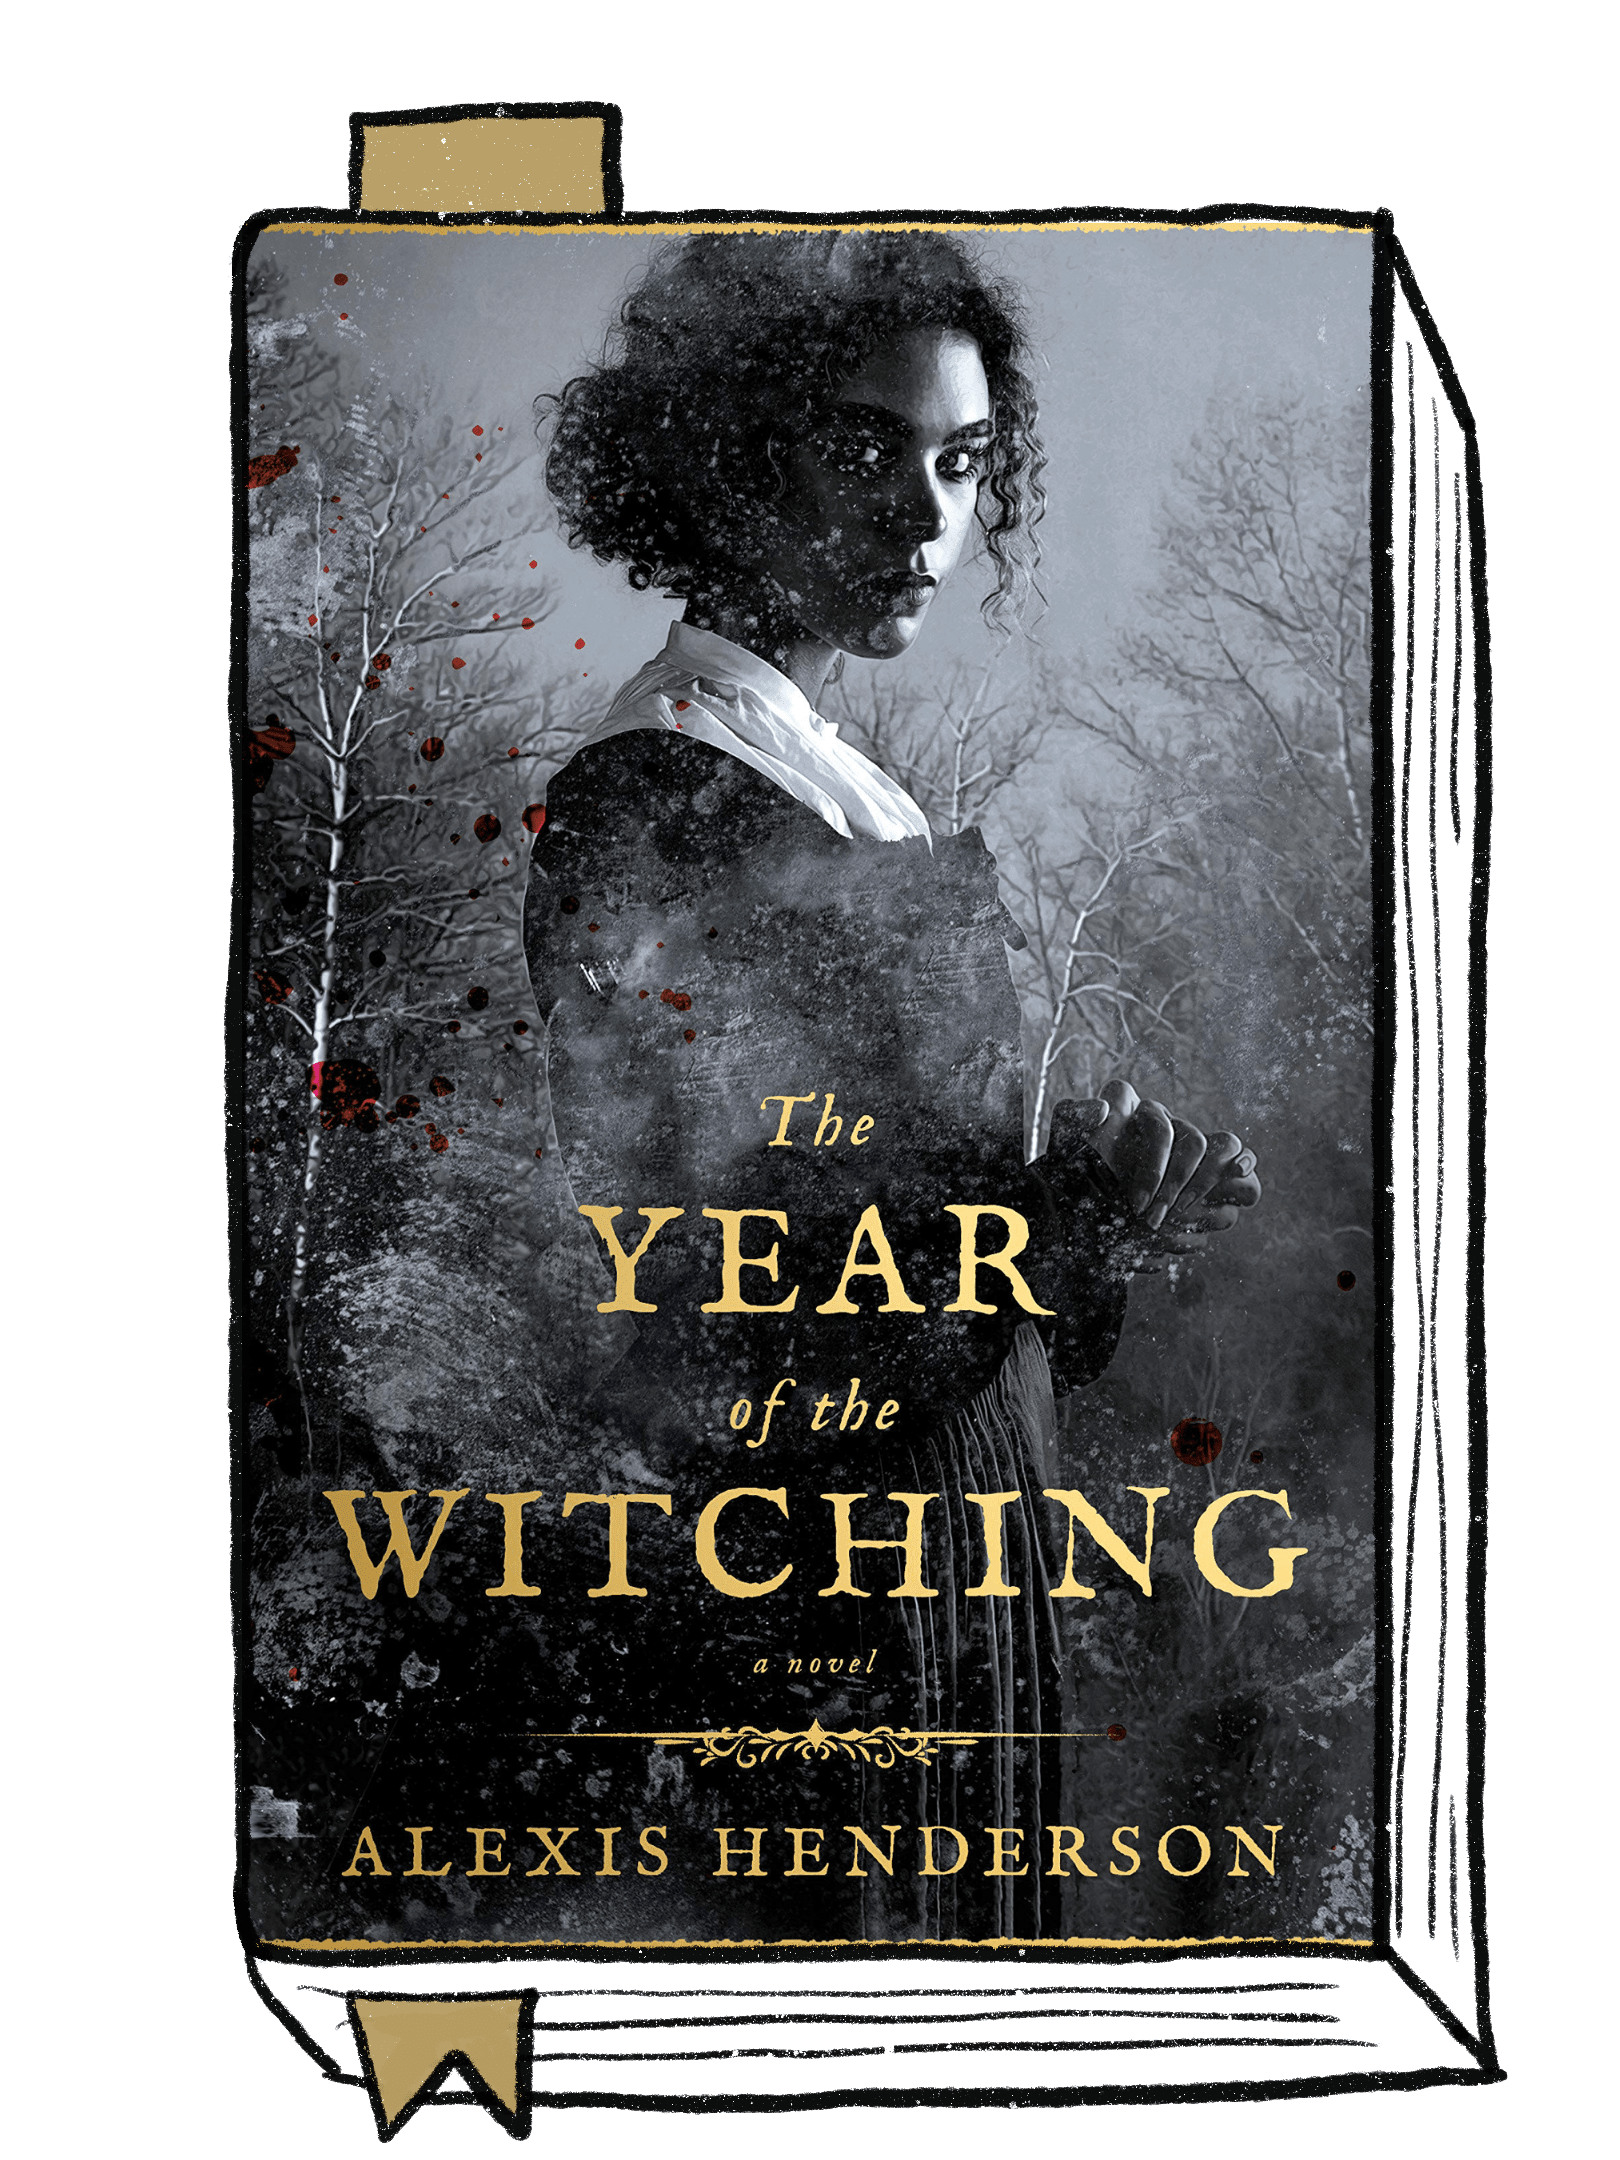 The
YEAR
of the
WITCHING
a novel
ALEXIS HENDERSON